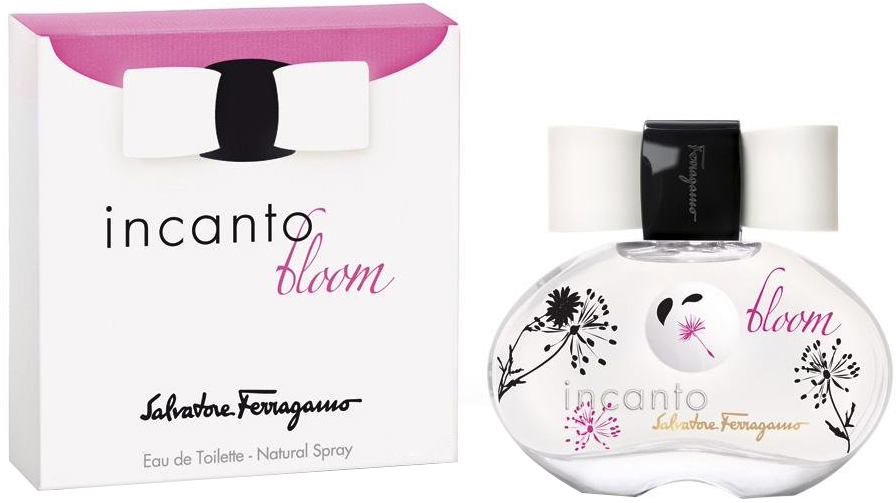 incanto
bloom
Salvatore Ferragamo
Eau de Toilette - Natural Spray
Ferragamo
bloom
incanto
Salvatore Ferragamo